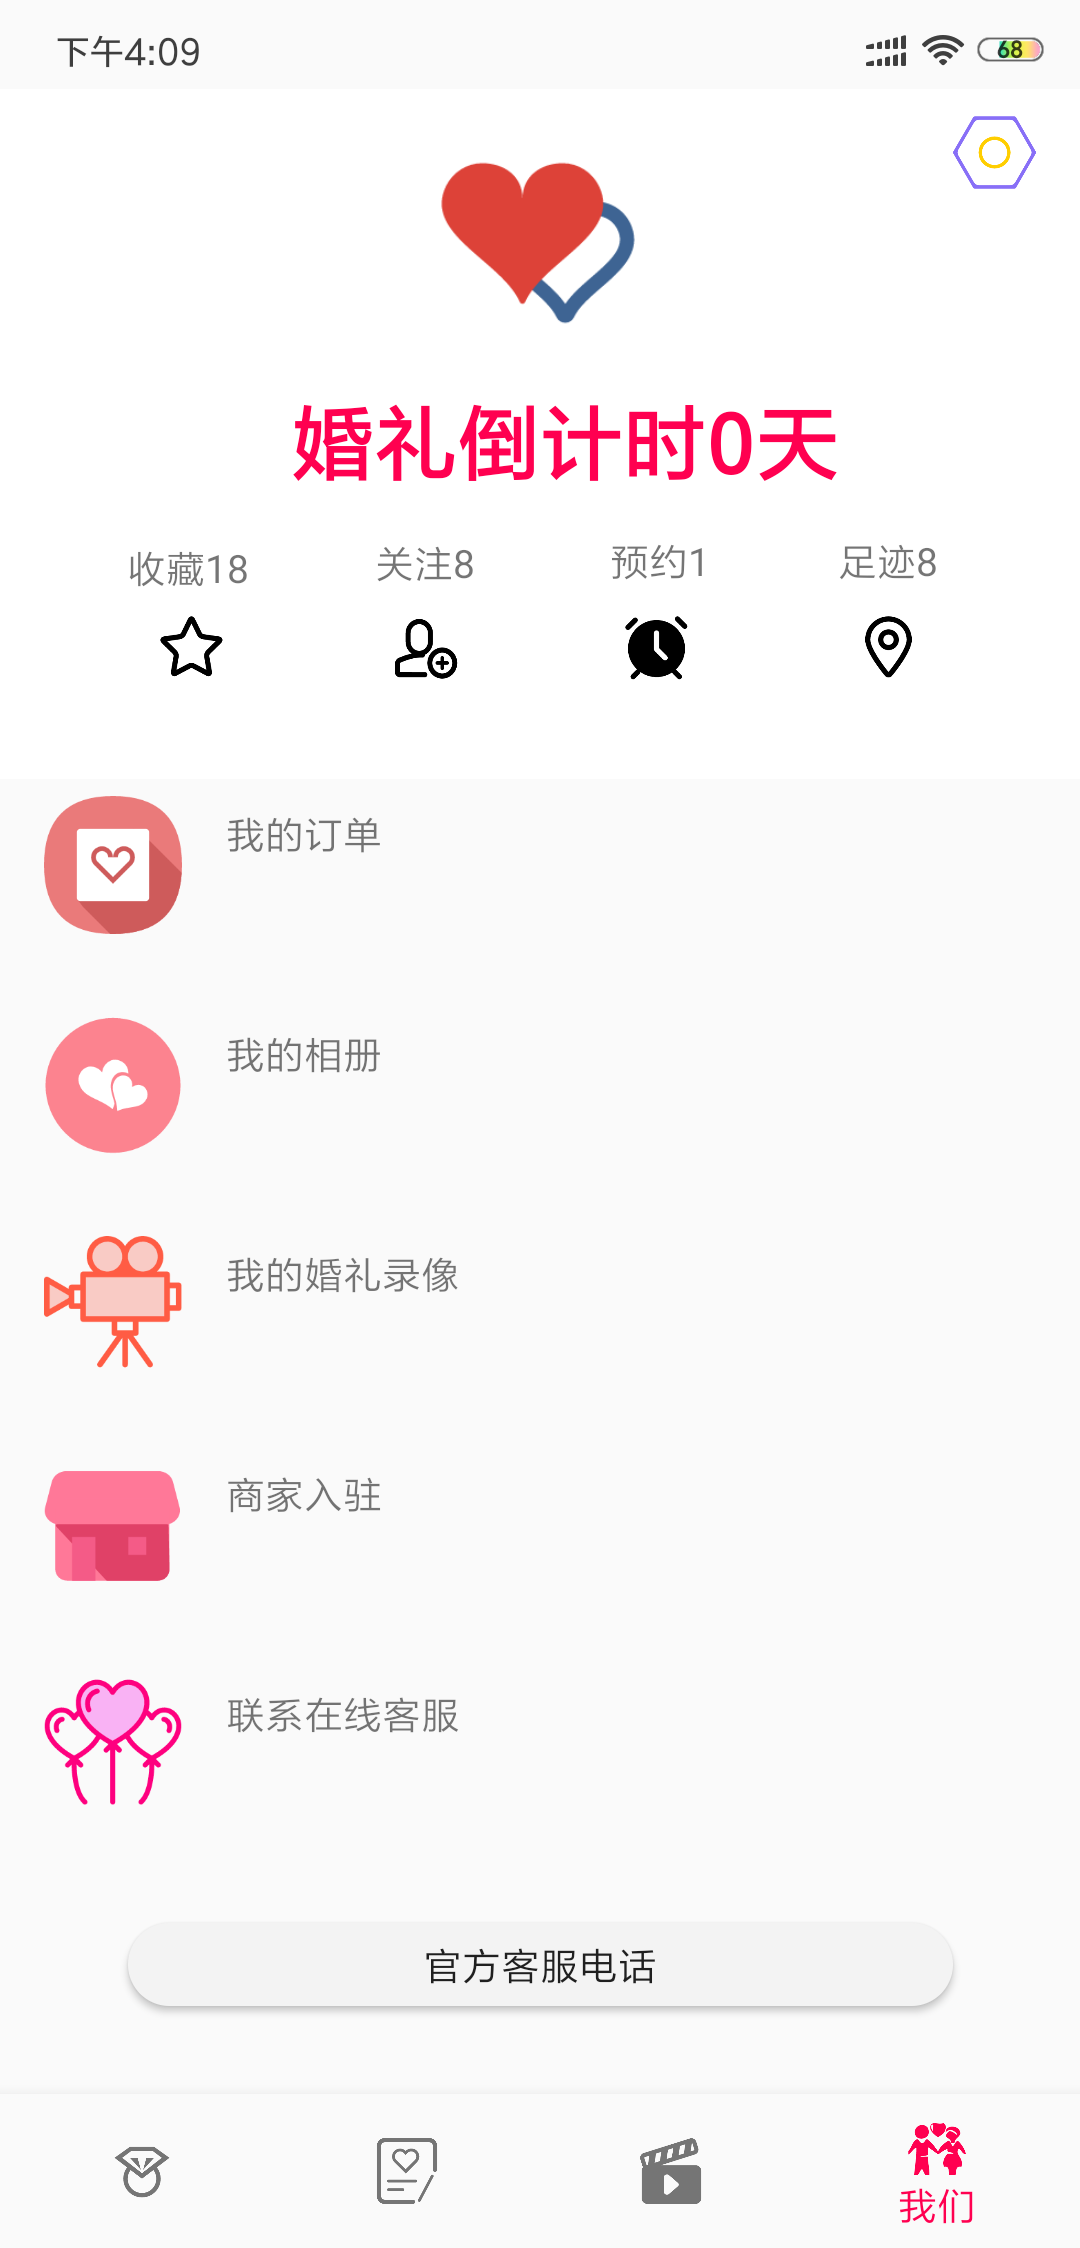 下午4:09
68
婚礼倒计时0天
收藏18
关注8
预约1
足迹8
我的订单
我的相册
我的婚礼录像
商家入驻
联系在线客服
官方客服电话
我们